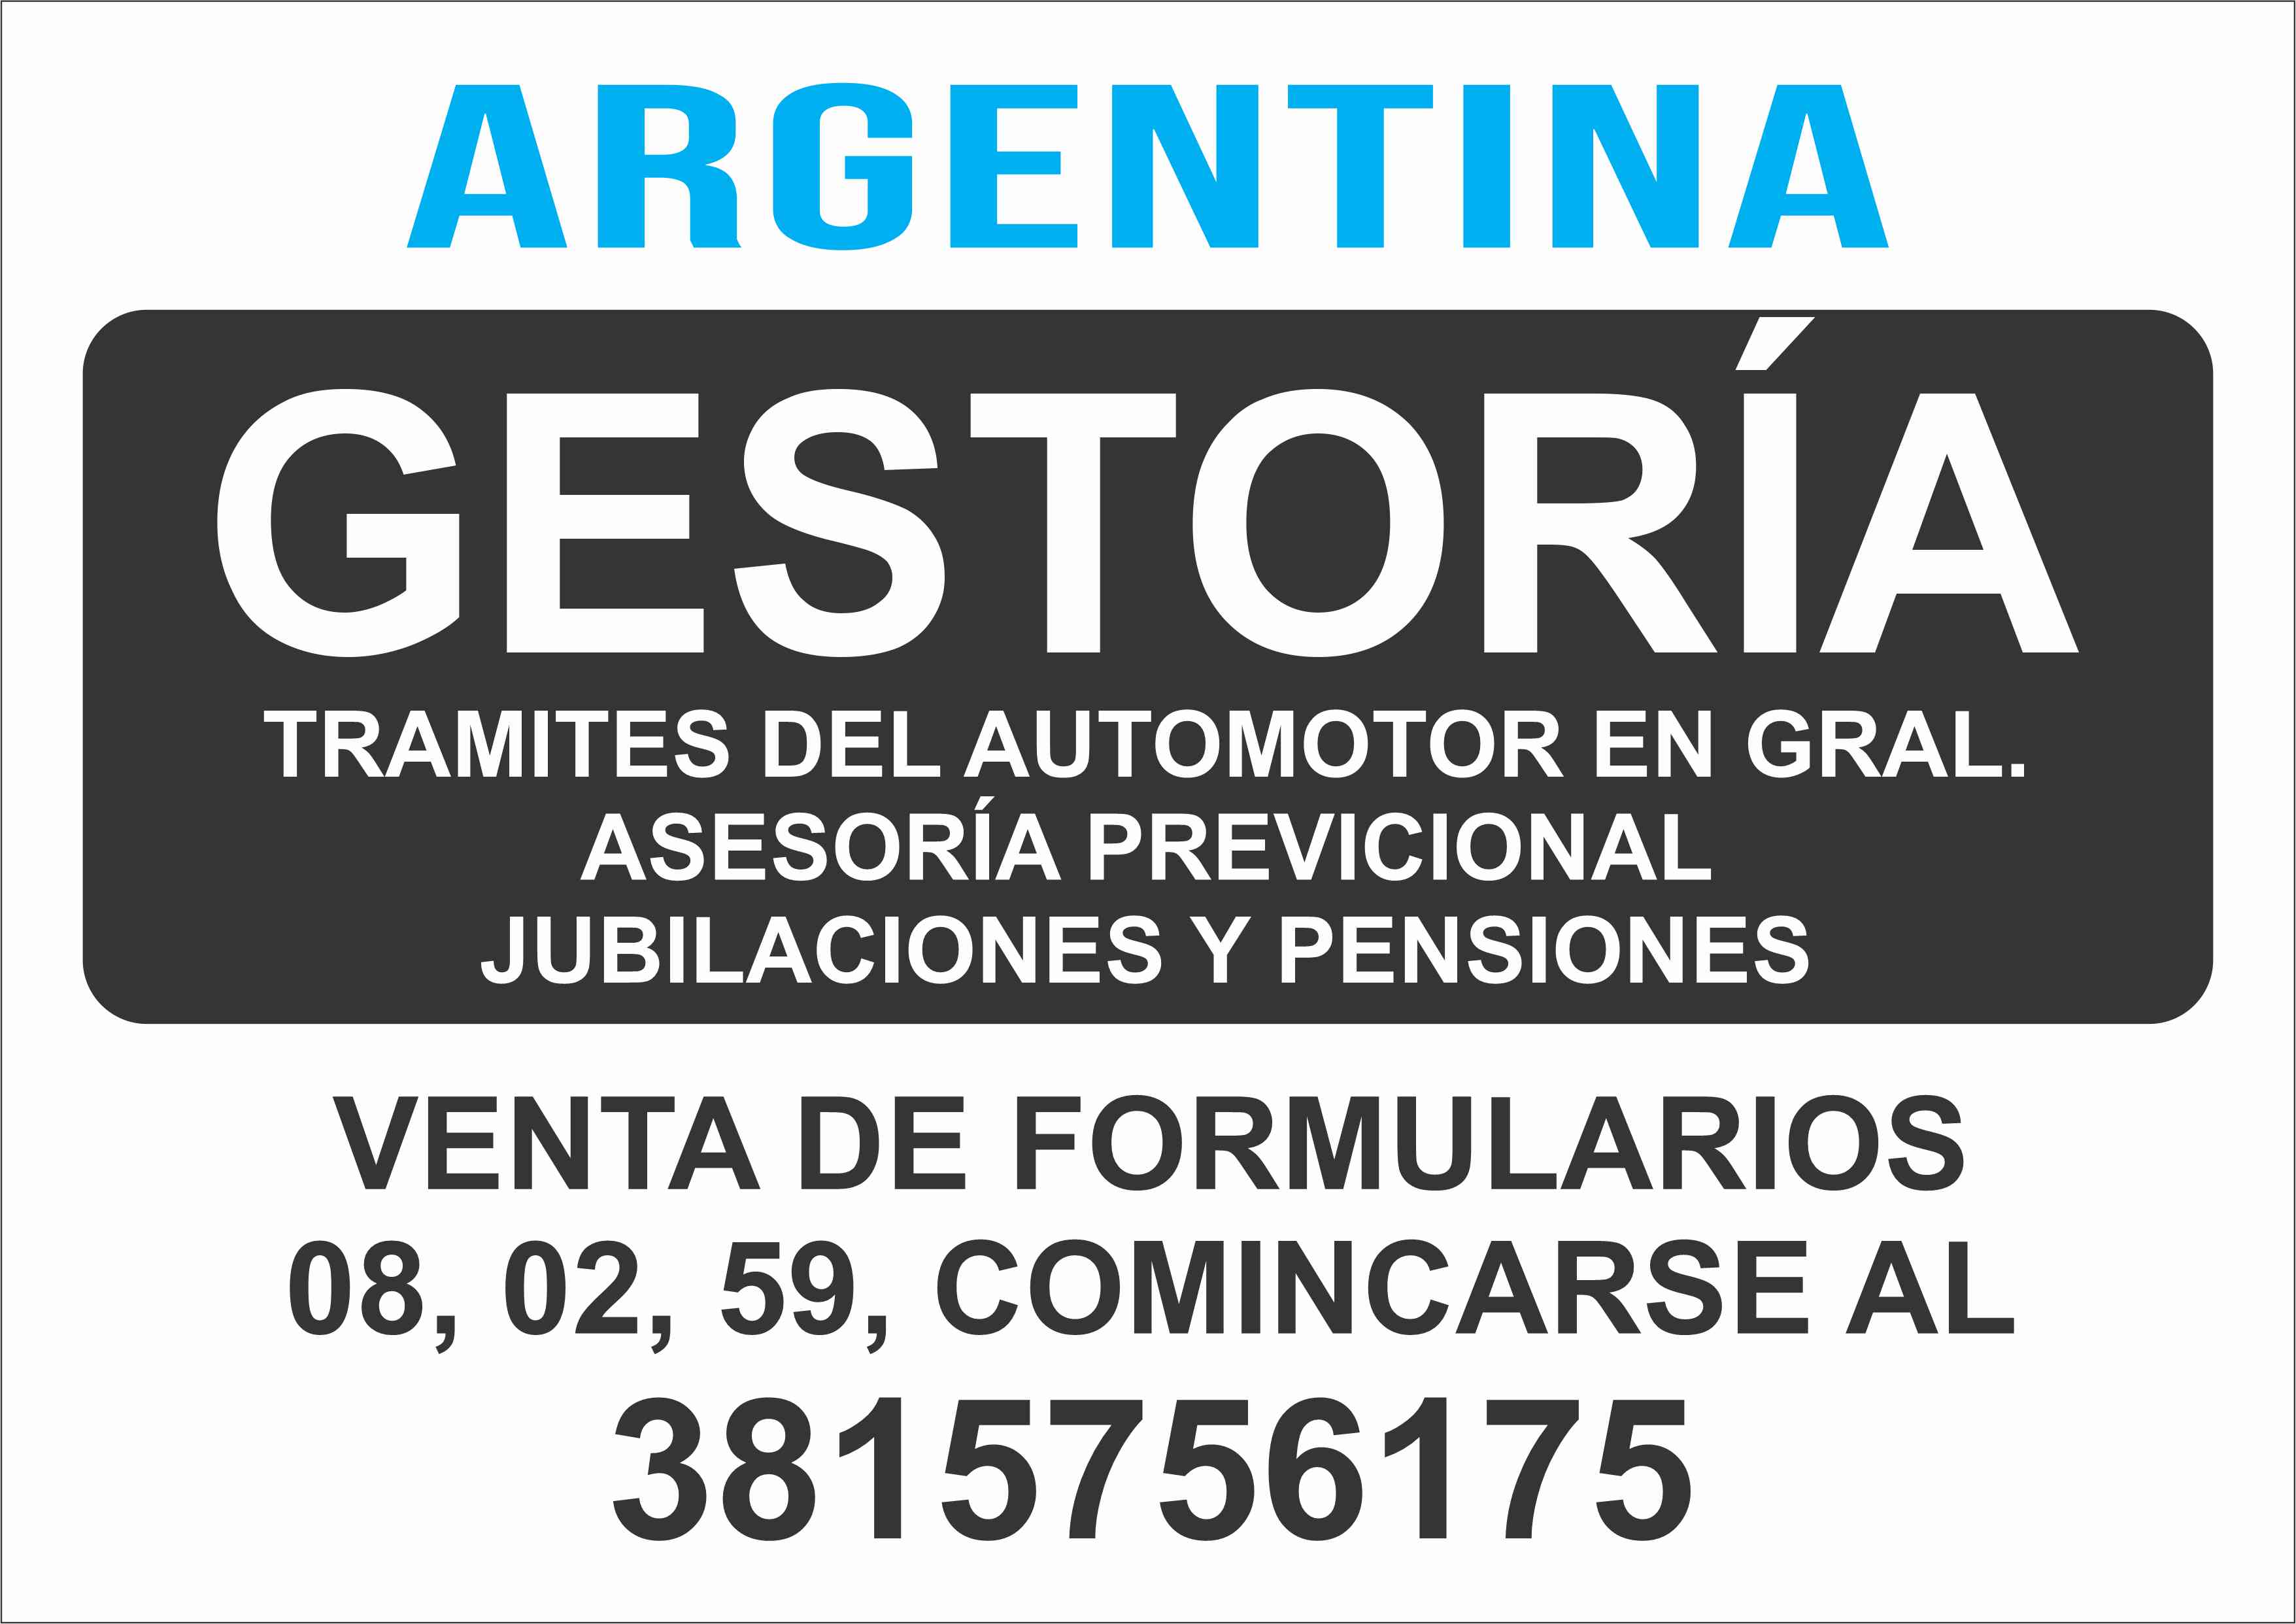 ARGENTINA
GESTORÍA
TRAMITES DEL AUTOMOTOR EN GRAL.
ASESORÍA PREVICIONAL
JUBILACIONES Y PENSIONES
VENTA DE FORMULARIOS
08, 02, 59, COMINCARSE AL
3815756175